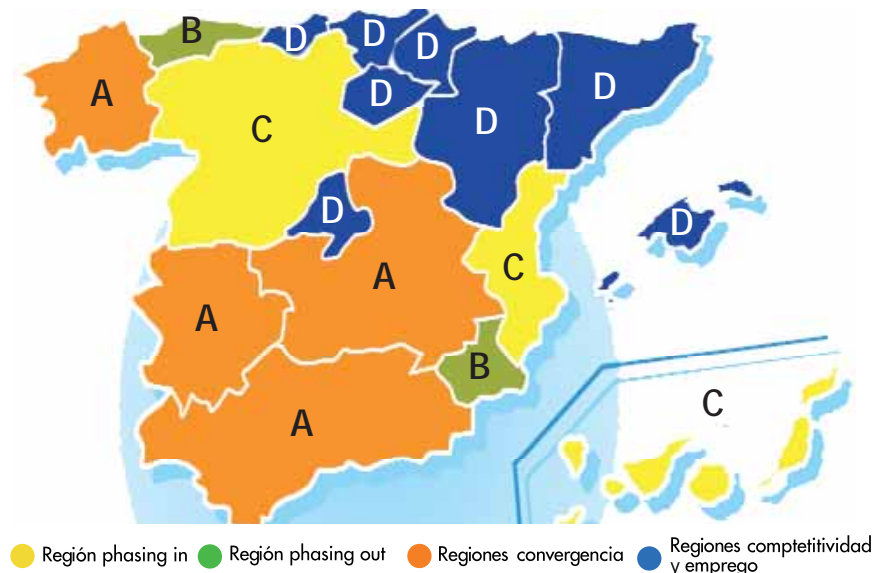 B
D
D
D
A
D
D
D
C
D
D
C
A
A
B
C
A
Región phasing in
Región phasing out
Regiones convergencia
Regiones comptetitividad
y emprego